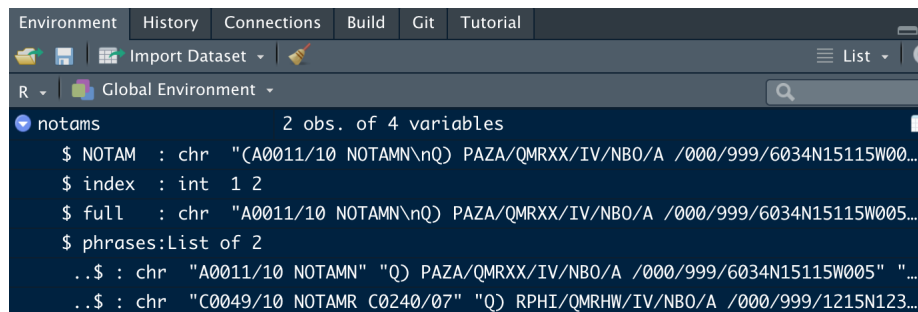 Environment History Connections Build Git Tutorial
Import Dataset List
R Global Environment
notams 2 obs. of 4 variables
$ NOTAM : chr "(A0011/10 NOTAMN\nQ) PAZA/QMRXX/IV/NBO/A /000/999/6034N15115W00…
$ index : int 1 2
$ full : chr "A0011/10 NOTAMN\nQ) PAZA/QMRXX/IV/NBO/A /000/999/6034N15115W005…
$ phrases:List of 2
..$ : chr "A0011/10 NOTAMN" "Q) PAZA/QMRXX/IV/NBO/A /000/999/6034N15115W005" "…
..$ : chr "C0049/10 NOTAMR C0240/07" "Q) RPHI/QMRHW/IV/NBO/A /000/999/1215N123…